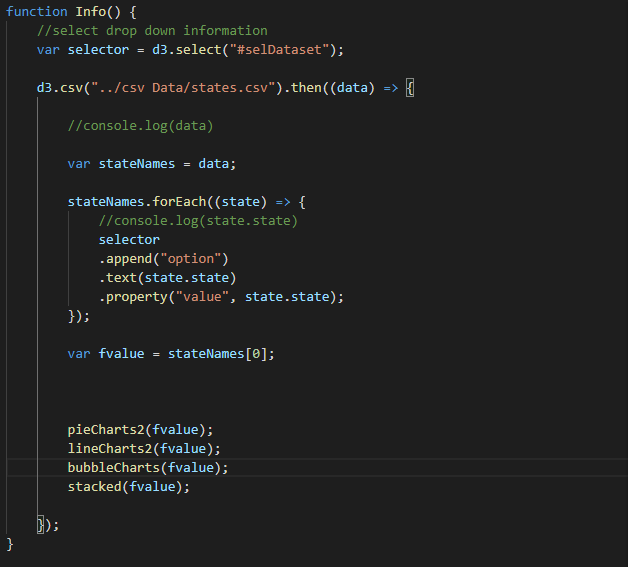 function Info() {
    //select drop down information
    var selector = d3.select("#selDataset");
    d3.csv("../csv Data/states.csv").then((data) => {
        //console.log(data)
        var stateNames = data;
        stateNames.forEach((state) => {
            //console.log(state.state)
            selector
            .append("option")
            .text(state.state)
            .property("value", state.state);
        });
        var fvalue = stateNames[0];
        pieCharts2(fvalue);
        lineCharts2(fvalue);
        bubbleCharts(fvalue);
        stacked(fvalue);
    });
}